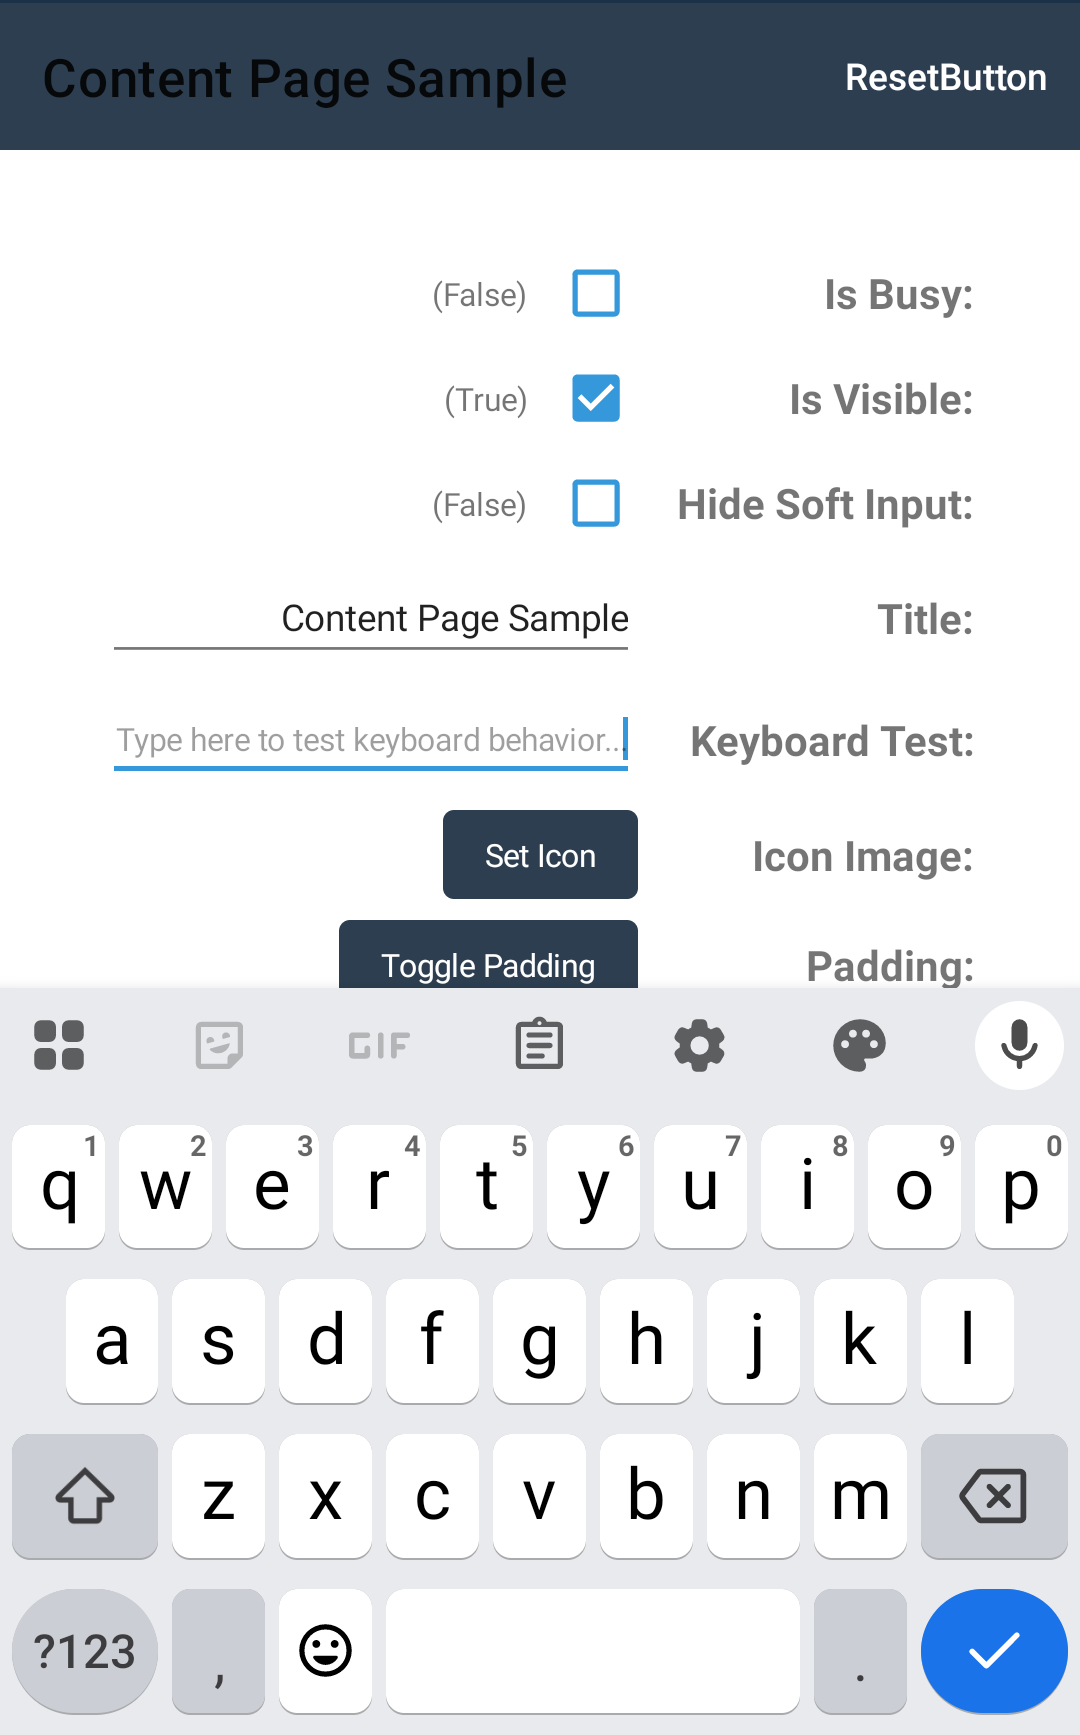 Content Page Sample ResetButton
Is Busy: (False)
Is Visible: (True)
Hide Soft Input: (False)
Title: Content Page Sample
Keyboard Test: Type here to test keyboard behavior...
Icon Image: Set Icon
Padding: Toggle Padding
GIF
q 1 w 2 e 3 r 4 t 5 y 6 u 7 i 8 o 9 p 0
a s d f g h j k l
z x c v b n m
?123 , .